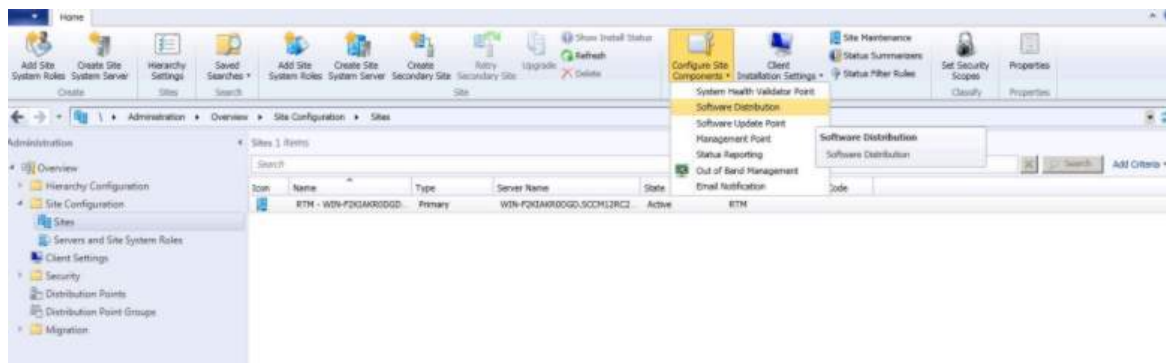 Home
Add Site System Roles
Create Site System Server
Hierarchy Settings
Saved Searches
Add Site System Roles
Create Site System Server
Create Secondary Site
Retry Secondary Site
Upgrade
Show Install Status
Refresh
Delete
Configure Site Components
Client Installation Settings
Site Maintenance
Status Summarizers
Status Filter Rules
Set Security Scopes
Properties
Create
Sites
Search
Site
Classify
Properties
System Health Validator Point
Software Distribution
Software Update Point
Management Point
Status Reporting
Out of Band Management
Email Notification
Software Distribution
Software Distribution
\ Administration Overview Site Configuration Sites
Administration
Overview
Hierarchy Configuration
Site Configuration
Sites
Servers and Site System Roles
Client Settings
Security
Distribution Points
Distribution Point Groups
Migration
Sites 1 Items
Search
Search
Add Criteria
Icon Name Type Server Name State Code
Primary Active RTM